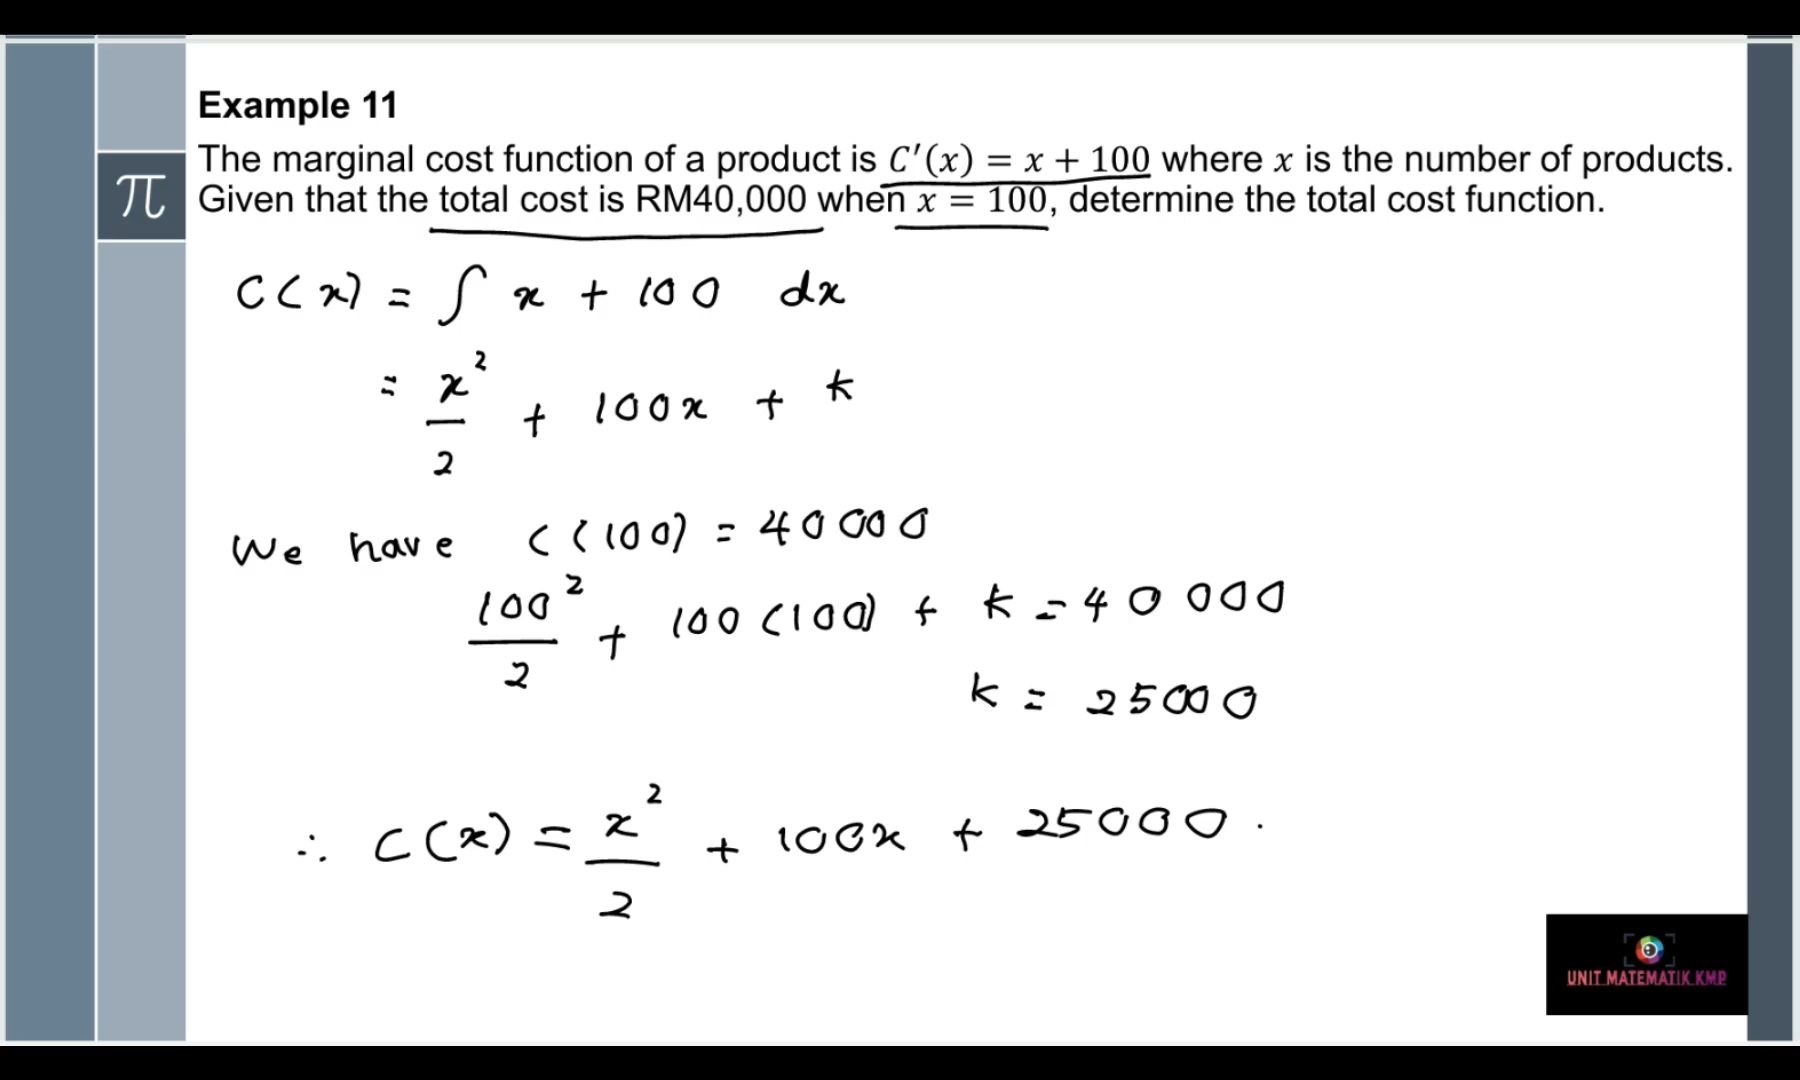 Example 11
The marginal cost function of a product is C′(x) = x + 100 where x is the number of products.
π
Given that the total cost is RM40,000 when x = 100, determine the total cost function.
C(x) = ∫ x + 100 dx
= x²/2 + 100x + k
We have C(100) = 40000
100²/2 + 100(100) + k = 40 000
k = 25000
∴ C(x) = x²/2 + 100x + 25000.
UNIT MATEMATIK KMP